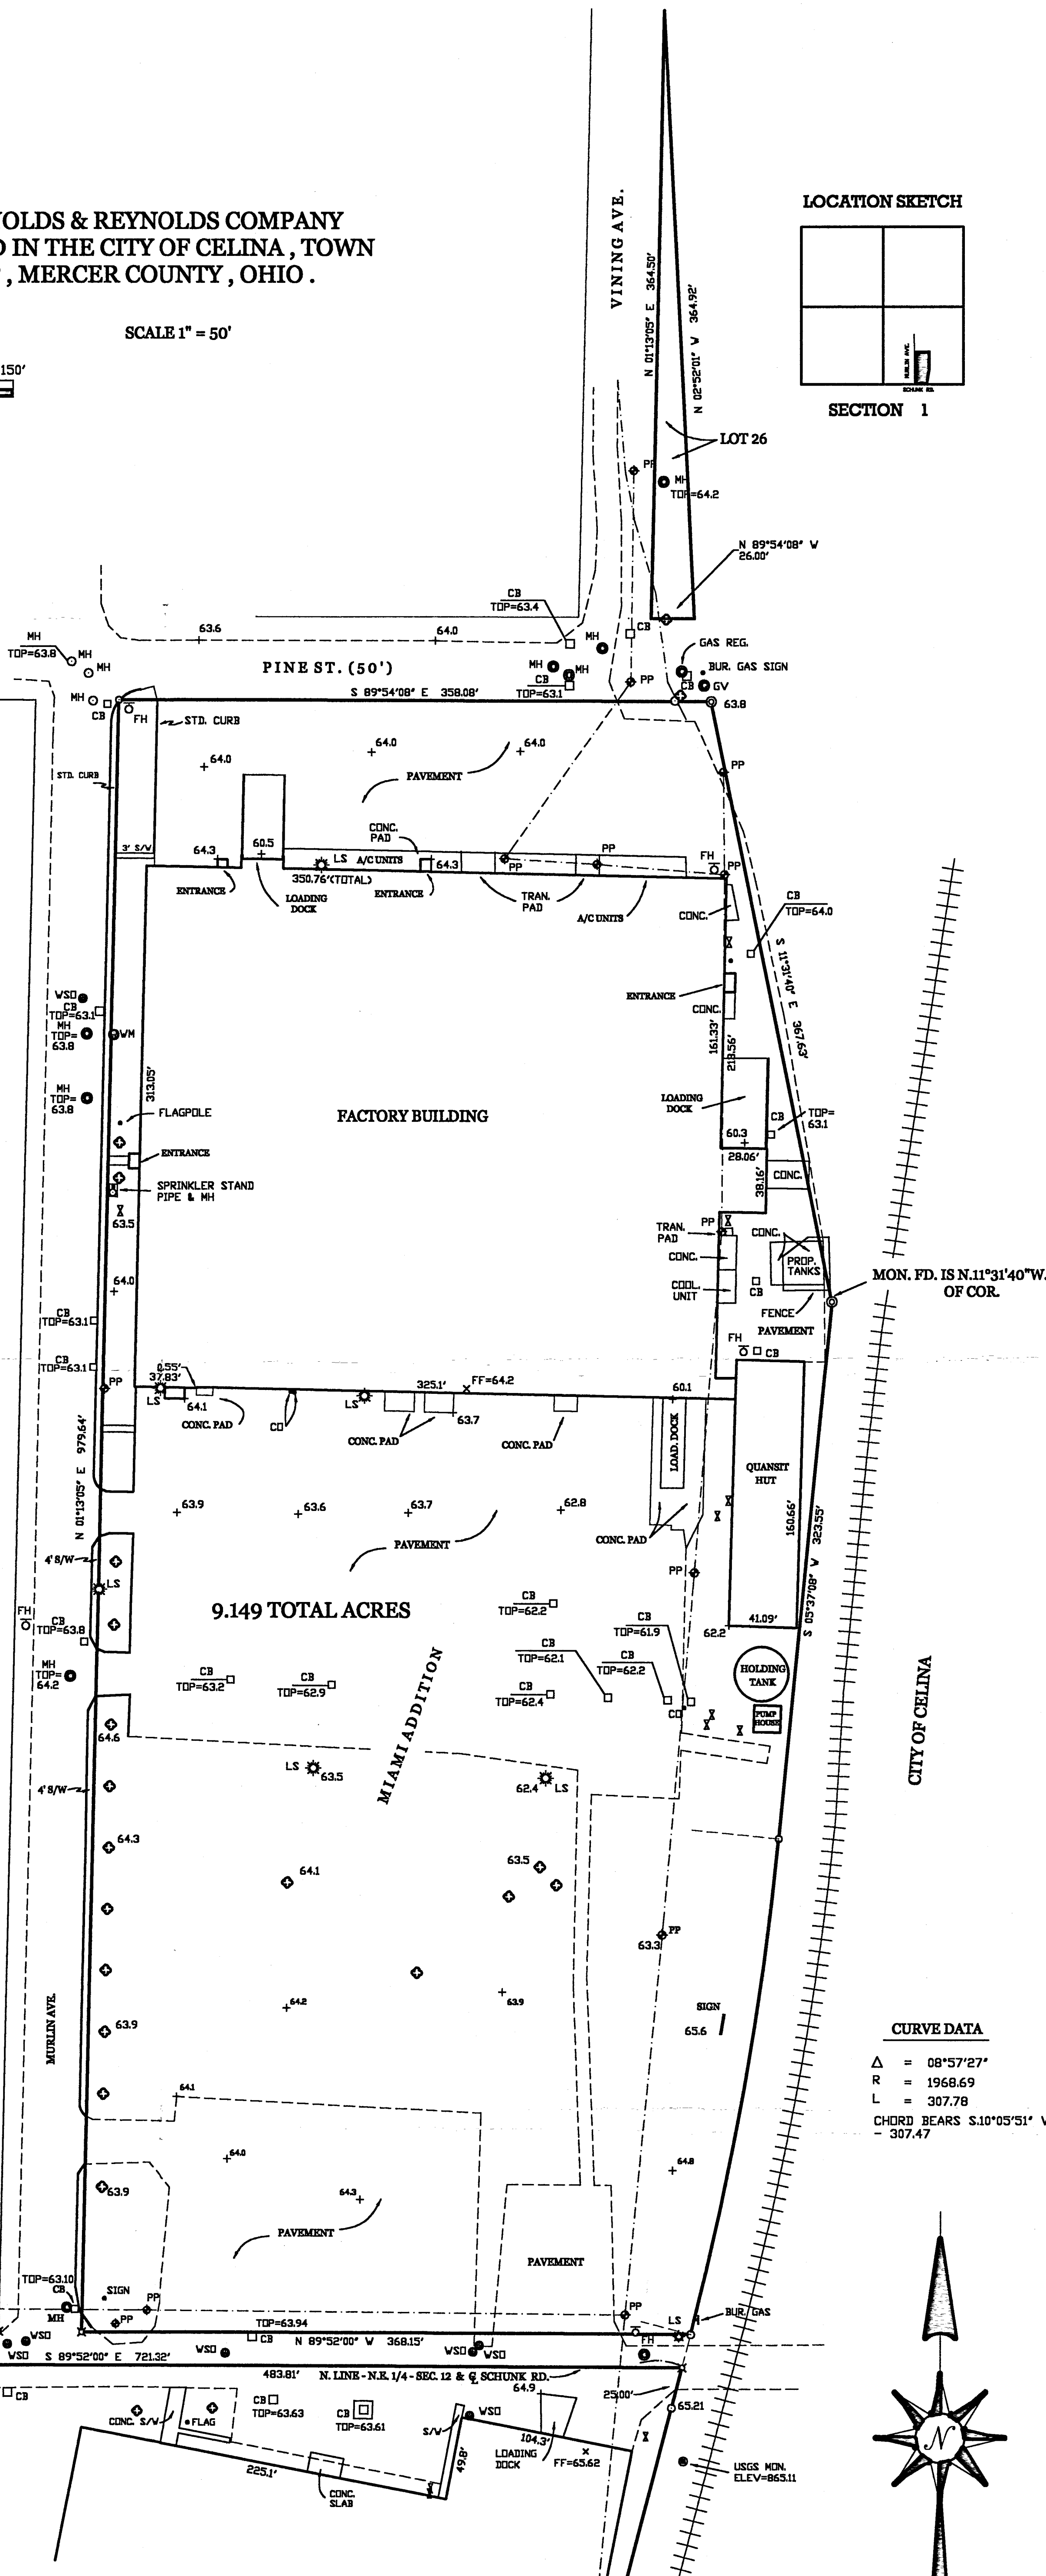 NOLDS & REYNOLDS COMPANY
IN THE CITY OF CELINA , TOWN
, MERCER COUNTY , OHIO .
SCALE 1" = 50'
150'
VINING AVE.
N 01°13'05" E 364.50'
N 02°52'01" W 364.92'
LOCATION SKETCH
MURLIN AVE.
SCHUNK RD.
SECTION 1
LOT 26
PP
MH
TOP=64.2
N 89°54'08" W
26.00'
CB
TOP=63.4
63.6
64.0
MH
CB
GAS REG.
MH
TOP=63.8
MH
MH
PINE ST. (50')
MH
MH
BUR. GAS SIGN
CB
TOP=63.1
PP
CB
GV
S 89°54'08" E 358.08'
MH
CB
FH
63.8
STD. CURB
64.0
64.0
64.0
PAVEMENT
STD. CURB
PP
CONC.
PAD
3' S/W
64.3
60.5
LS
A/C UNITS
64.3
PP
PP
FH
PP
350.76'(TOTAL)
ENTRANCE
LOADING
DOCK
ENTRANCE
TRAN.
PAD
A/C UNITS
CONC.
CB
TOP=64.0
S 11°31'40" E 367.63'
ENTRANCE
CONC.
WSO
CB
TOP=63.1
MH
TOP=
63.8
WM
161.33'
213.56'
313.05'
MH
TOP=
63.8
FLAGPOLE
FACTORY BUILDING
LOADING
DOCK
CB
TOP=
63.1
60.3
28.06'
ENTRANCE
38.16'
CONC.
SPRINKLER STAND
PIPE & MH
63.5
TRAN.
PAD
PP
CONC.
CONC.
PROP.
TANKS
64.0
COOL.
UNIT
CB
FENCE
MON. FD. IS N.11°31'40"W.
OF COR.
CB
TOP=63.1
PAVEMENT
FH
CB
CB
TOP=63.1
PP
0.55'
37.83'
LS
64.1
CONC. PAD
CO
LS
325.1'
FF=64.2
63.7
60.1
CONC. PAD
CONC. PAD
LOAD. DOCK
QUANSIT
HUT
N 01°13'05" E 979.64'
63.9
63.6
63.7
62.8
PAVEMENT
CONC. PAD
160.66'
S 05°37'08" W 323.55'
4' S/W
LS
PP
9.149 TOTAL ACRES
CB
TOP=62.2
CB
TOP=61.9
41.09'
62.2
FH
CB
TOP=63.8
CB
TOP=62.1
CB
TOP=62.2
MH
TOP=
64.2
CB
TOP=63.2
CB
TOP=62.9
CB
TOP=62.4
HOLDING
TANK
CO
PUMP
HOUSE
MIAMI ADDITION
CITY OF CELINA
64.6
LS
63.5
62.4
LS
4' S/W
64.3
64.1
63.5
PP
63.3
64.2
63.9
SIGN
65.6
MURLIN AVE.
63.9
CURVE DATA
Δ = 08°57'27"
R = 1968.69
L = 307.78
CHORD BEARS S.10°05'51" W
- 307.47
64.1
64.0
64.8
63.9
64.3
PAVEMENT
PAVEMENT
TOP=63.10
CB
SIGN
MH
PP
PP
PP
LS
BUR. GAS
TOP=63.94
CB
FH
WSO
WSO
N 89°52'00" W 368.15'
WSO
WSO
S 89°52'00" E 721.32'
483.81'
N. LINE - N.E. 1/4 - SEC. 12 & ℄ SCHUNK RD.
64.9
25.00'
65.21
CB
CONC. S/W
FLAG
CB
TOP=63.63
CB
TOP=63.61
S/W
WSO
104.3'
LOADING
DOCK
FF=65.62
49.8'
225.1'
CONC.
SLAB
USGS MON.
ELEV=865.11
N